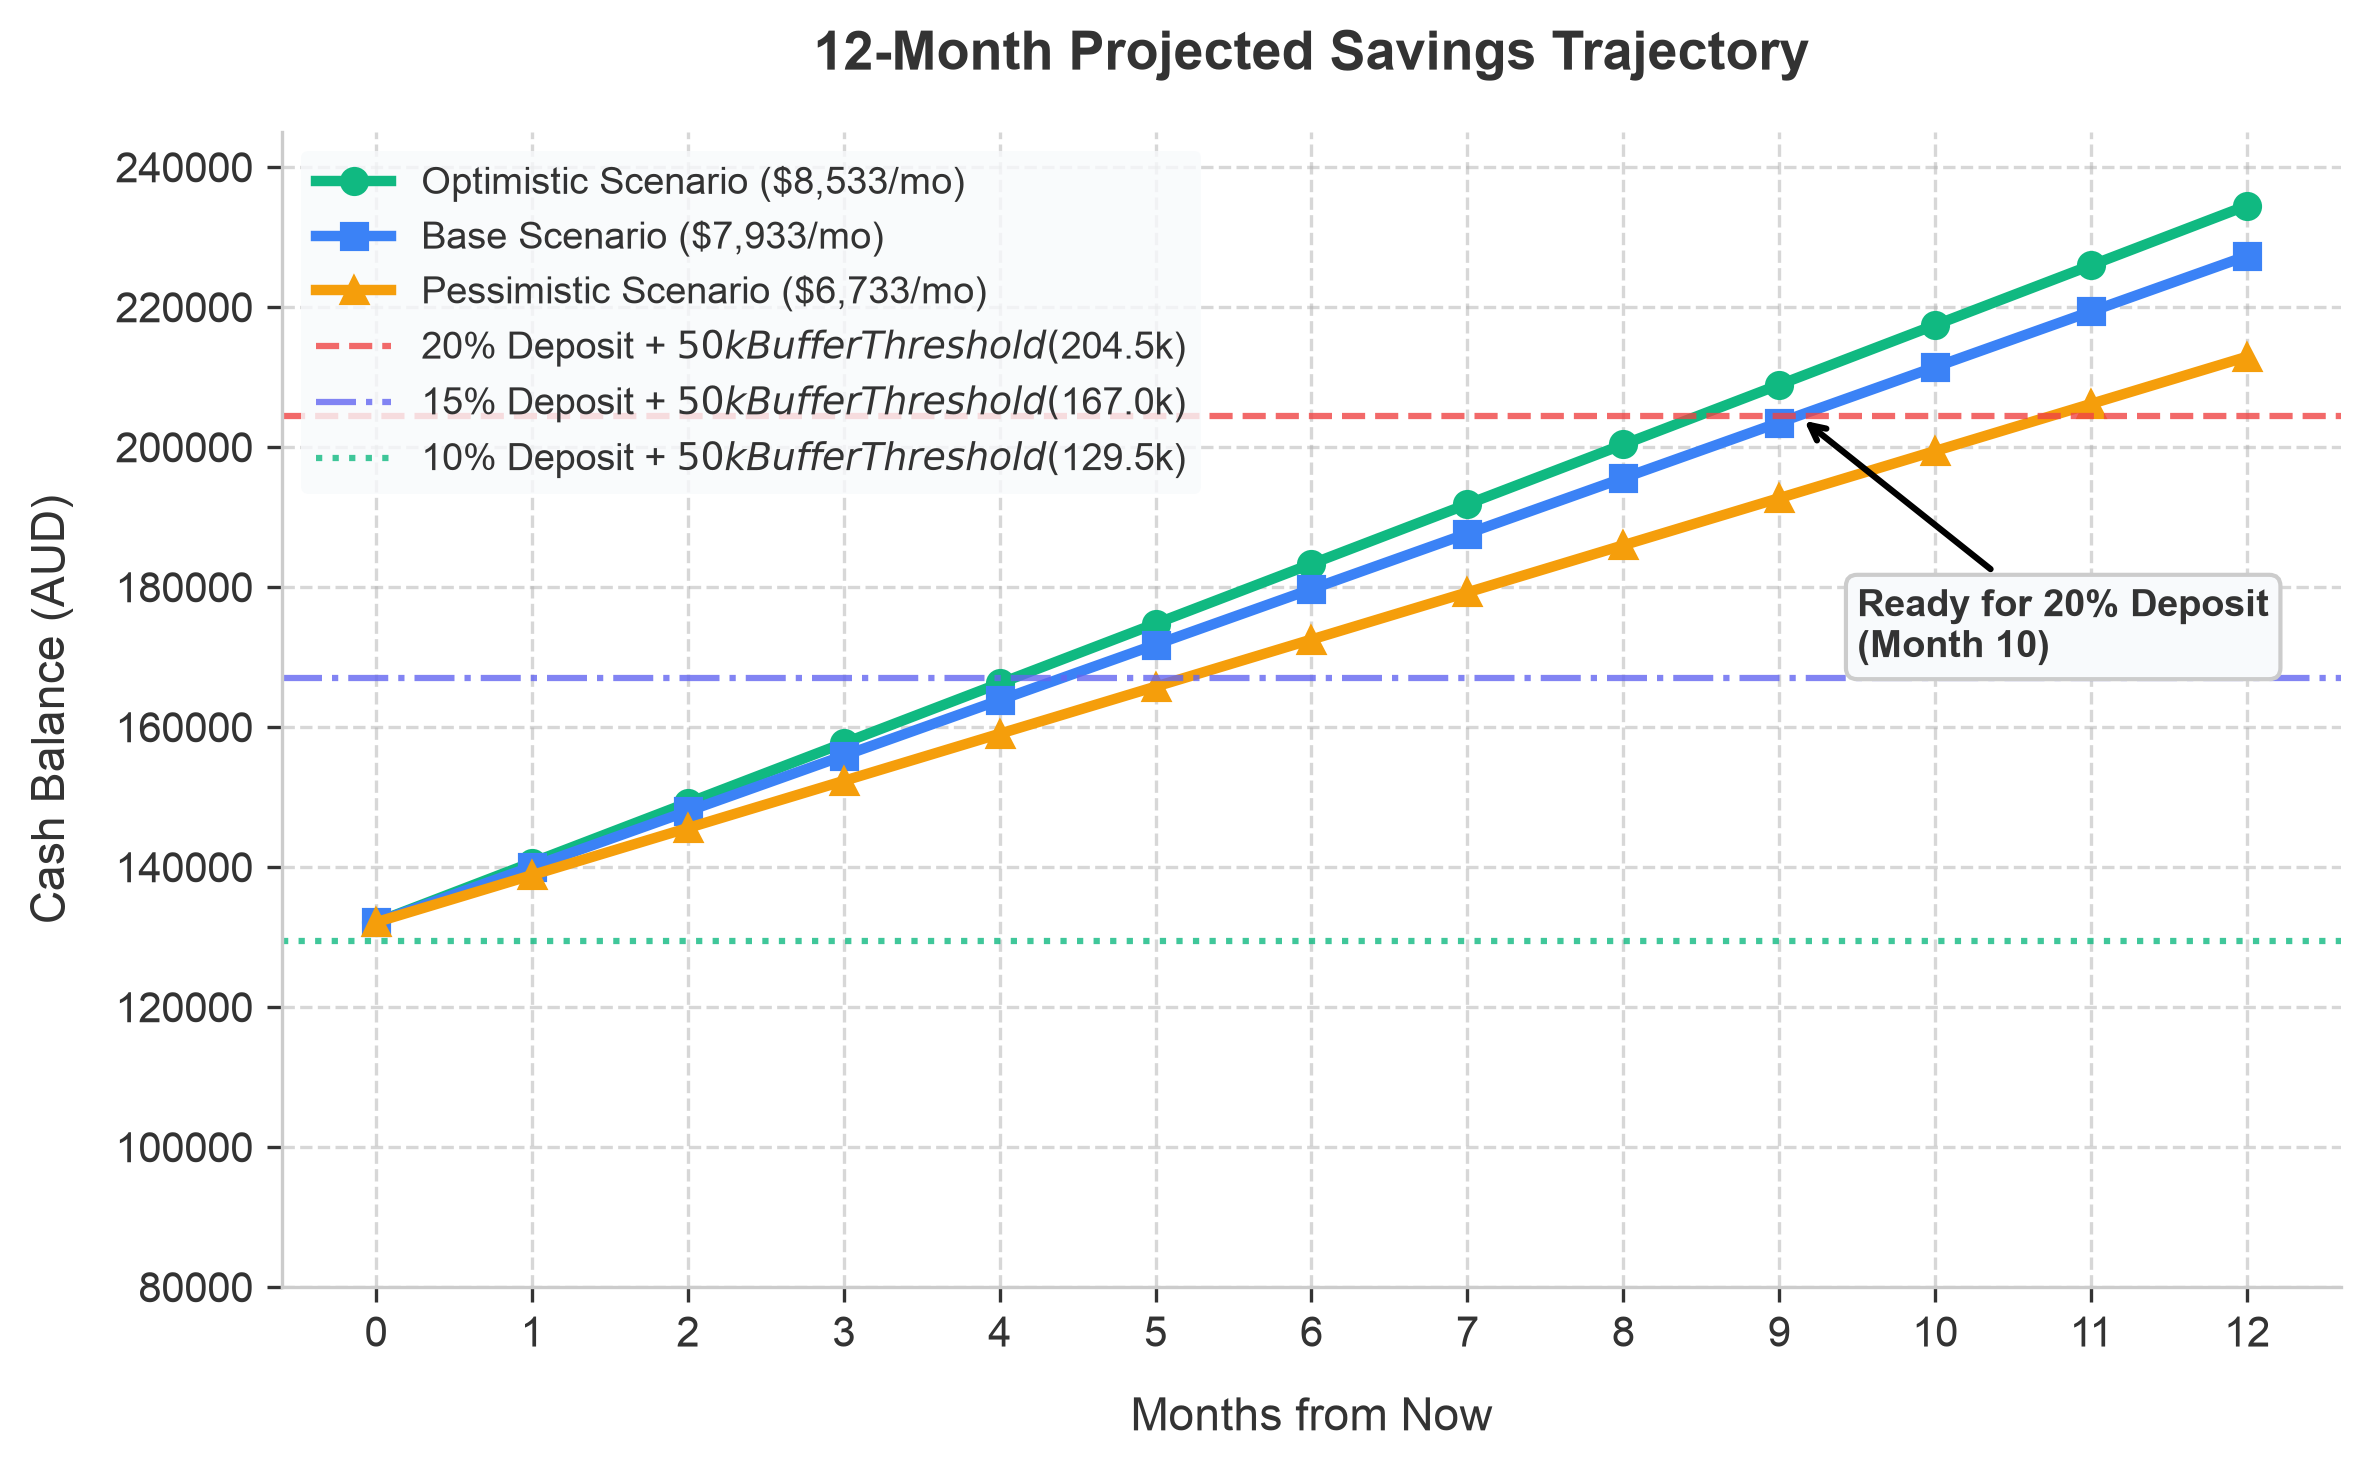 12-Month Projected Savings Trajectory
240000
220000
200000
180000
160000
140000
120000
100000
80000
Cash Balance (AUD)
Optimistic Scenario ($8,533/mo)
Base Scenario ($7,933/mo)
Pessimistic Scenario ($6,733/mo)
20% Deposit + 50kBufferThreshold(204.5k)
15% Deposit + 50kBufferThreshold(167.0k)
10% Deposit + 50kBufferThreshold(129.5k)
Ready for 20% Deposit
(Month 10)
0 1 2 3 4 5 6 7 8 9 10 11 12
Months from Now